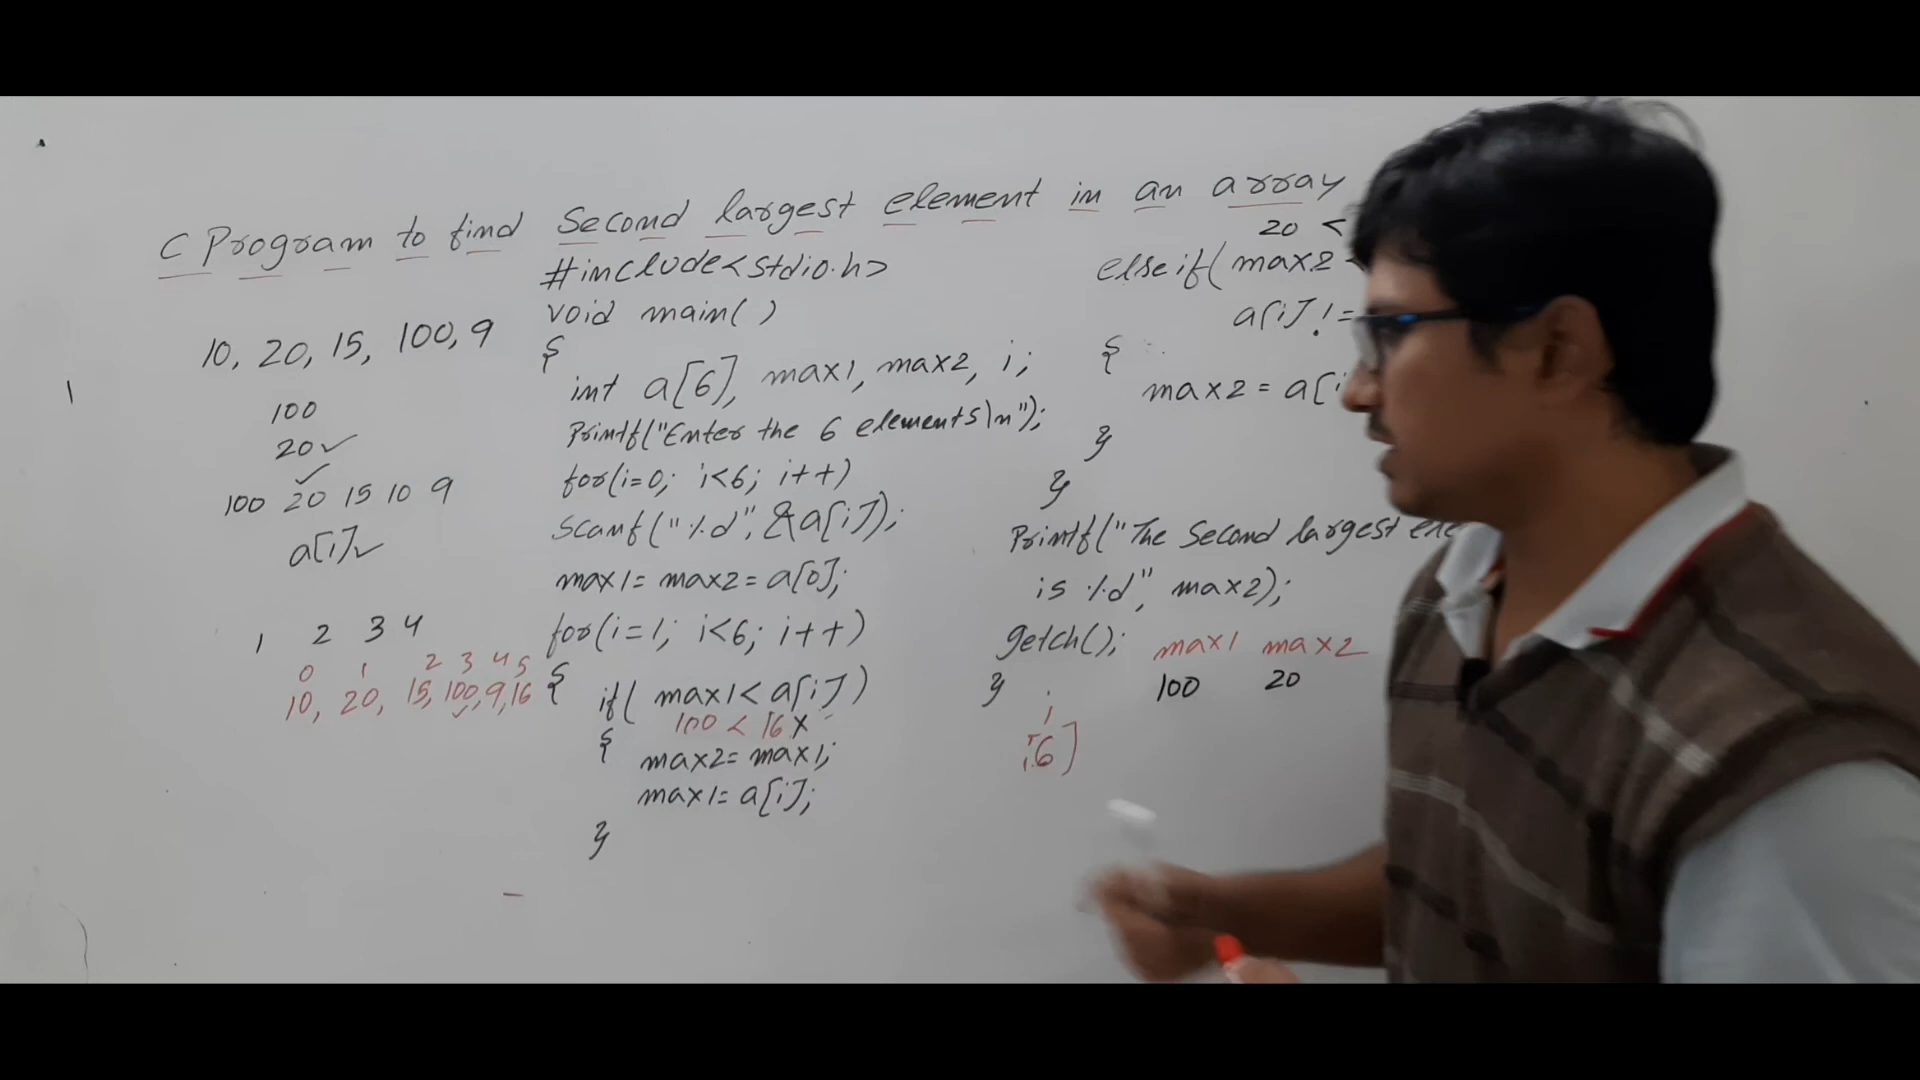 C Program to find Second largest element in an array
10, 20, 15, 100, 9
100
20✓
✓
100 20 15 10 9
a[i]✓
1 2 3 4
0 1 2 3 4 5
10, 20, 15, 100, 9, 16
✓
#include<stdio.h>
void main( )
{
int a[6], max1, max2, i;
Printf("Enter the 6 elements\n");
for(i=0; i<6; i++)
Scanf("%d", &a[i]);
max1= max2= a[0];
for(i=1; i<6; i++)
{
if( max1< a[i])
100 < 16 x
{
max2= max1;
max1= a[i];
}
20 <
else if( max2 <
a[i] !=
{
max2 = a[i
}
}
Printf("The Second largest ele
is %d", max2);
getch();
}
max1 max2
100 20
i
6]